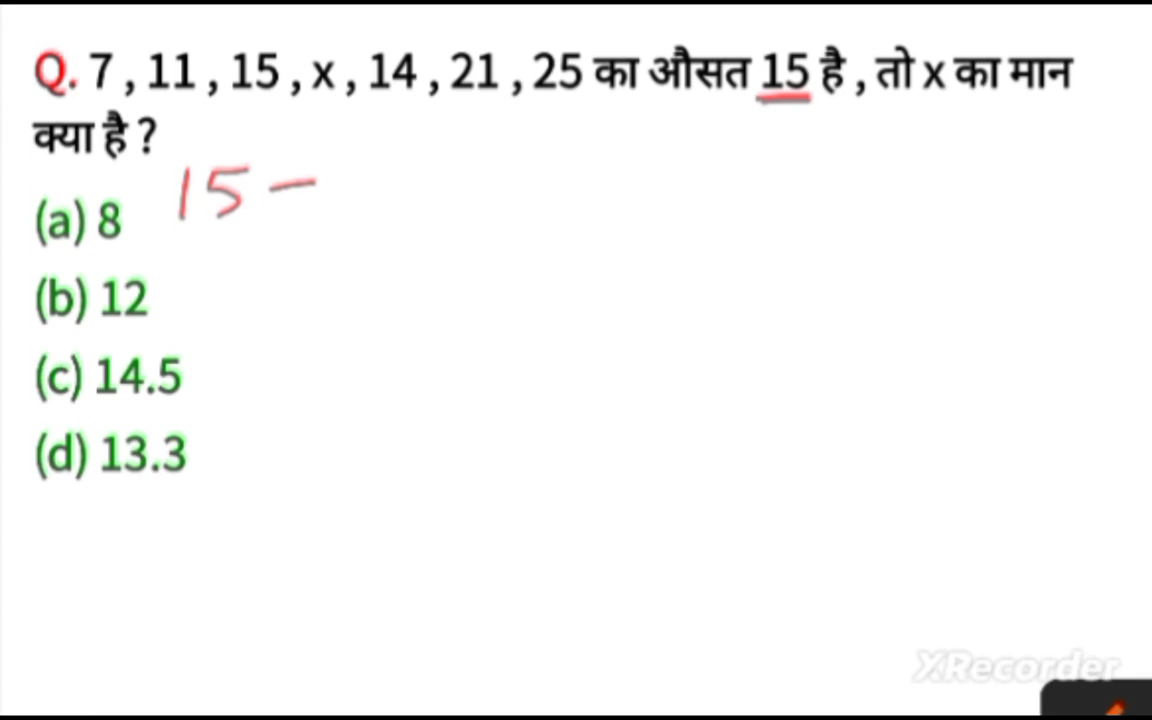 Q. 7 , 11 , 15 , x , 14 , 21 , 25 का औसत 15 है , तो x का मान
क्या है ?
15 –
(a) 8
(b) 12
(c) 14.5
(d) 13.3
XRecorder